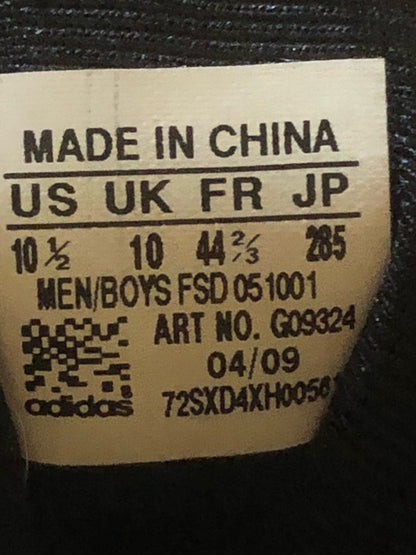 MADE IN CHINA
US UK FR JP
10 ½ 10 44 ⅔ 285
MEN/BOYS FSD 051001
ART NO. G09324
04/09
adidas